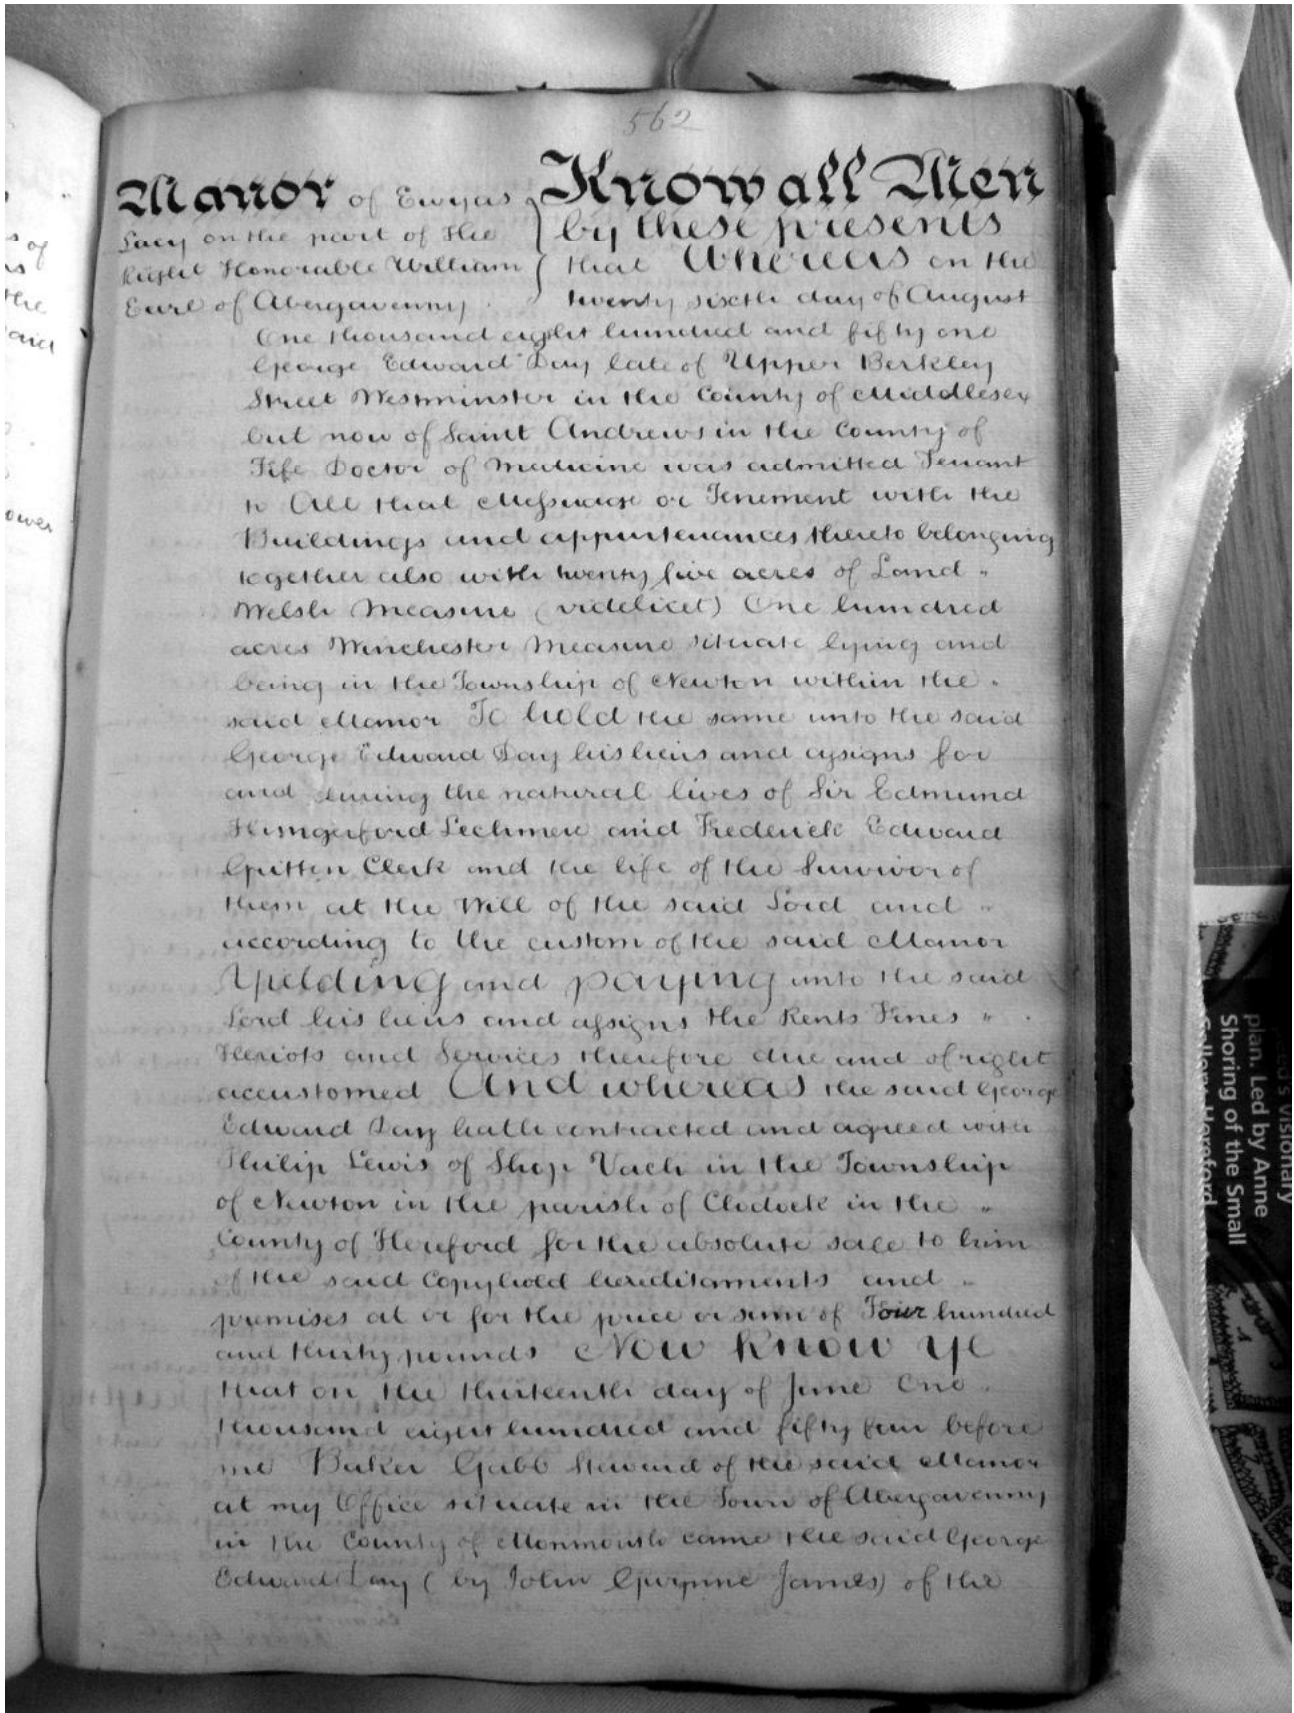 562
Manor of Ewyas
Lacy on the part of the
Right Honorable William
Earl of Abergavenny
Know all Men
by these presents
that Whereas on the
twenty sixth day of August
One thousand eight hundred and fifty one
George Edward Day late of Upper Berkley
Street Westminster in the County of Middlesex
but now of Saint Andrews in the County of
Fife Doctor of Medicine was admitted Tenant
to All that Messuage or Tenement with the
Buildings and appurtenances thereto belonging
together also with twenty five acres of Land "
Welsh Measure (videlicet) One hundred
acres Winchester Measure situate lying and
being in the Township of Newton within the "
said Manor To hold the same unto the said
George Edward Day his heirs and assigns for
and during the natural lives of Sir Edmund
Hungerford Lechmere and Frederick Edward
Gritten Clerk and the life of the Survivor of
them at the Will of the said Lord and "
according to the custom of the said Manor
Yielding and paying unto the said
Lord his heirs and assigns the Rents Fines "
Heriots and Services therefore due and of right
accustomed And whereas the said George
Edward Day hath contracted and agreed with
Philip Lewis of Shop Vach in the Township
of Newton in the parish of Clodock in the "
County of Hereford for the absolute sale to him
of the said Copyhold hereditaments and "
premises at or for the price or sum of Four hundred
and thirty pounds Now Know ye
that on the thirteenth day of June One
thousand eight hundred and fifty four before
me Baker Gabb Steward of the said Manor
at my Office situate in the Town of Abergavenny
in the County of Monmouth came the said George
Edward Day (by John Gwynne James) of the
s of
the
said
ower
visionary
plan. Led by Anne
Shoring of the Small
Gallery Hereford